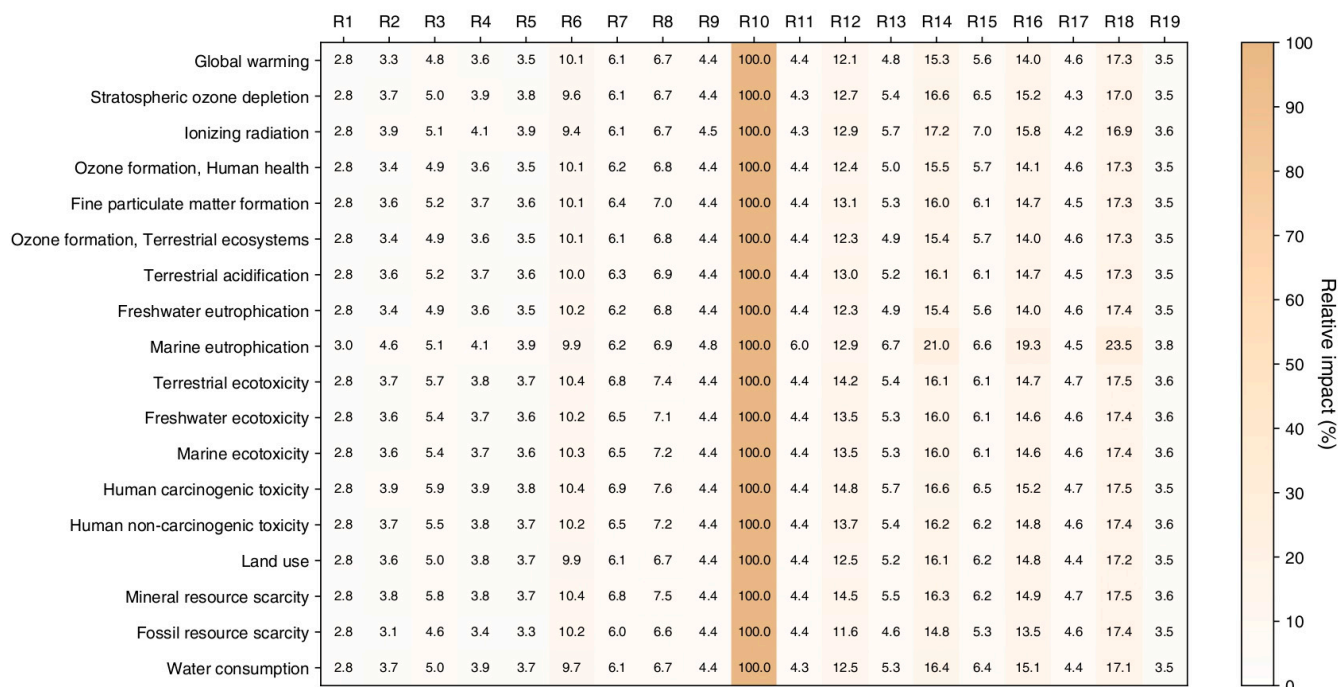 R1 R2 R3 R4 R5 R6 R7 R8 R9 R10 R11 R12 R13 R14 R15 R16 R17 R18 R19
Global warming 2.8 3.3 4.8 3.6 3.5 10.1 6.1 6.7 4.4 100.0 4.4 12.1 4.8 15.3 5.6 14.0 4.6 17.3 3.5
Stratospheric ozone depletion 2.8 3.7 5.0 3.9 3.8 9.6 6.1 6.7 4.4 100.0 4.3 12.7 5.4 16.6 6.5 15.2 4.3 17.0 3.5
Ionizing radiation 2.8 3.9 5.1 4.1 3.9 9.4 6.1 6.7 4.5 100.0 4.3 12.9 5.7 17.2 7.0 15.8 4.2 16.9 3.6
Ozone formation, Human health 2.8 3.4 4.9 3.6 3.5 10.1 6.2 6.8 4.4 100.0 4.4 12.4 5.0 15.5 5.7 14.1 4.6 17.3 3.5
Fine particulate matter formation 2.8 3.6 5.2 3.7 3.6 10.1 6.4 7.0 4.4 100.0 4.4 13.1 5.3 16.0 6.1 14.7 4.5 17.3 3.5
Ozone formation, Terrestrial ecosystems 2.8 3.4 4.9 3.6 3.5 10.1 6.1 6.8 4.4 100.0 4.4 12.3 4.9 15.4 5.7 14.0 4.6 17.3 3.5
Terrestrial acidification 2.8 3.6 5.2 3.7 3.6 10.0 6.3 6.9 4.4 100.0 4.4 13.0 5.2 16.1 6.1 14.7 4.5 17.3 3.5
Freshwater eutrophication 2.8 3.4 4.9 3.6 3.5 10.2 6.2 6.8 4.4 100.0 4.4 12.3 4.9 15.4 5.6 14.0 4.6 17.4 3.5
Marine eutrophication 3.0 4.6 5.1 4.1 3.9 9.9 6.2 6.9 4.8 100.0 6.0 12.9 6.7 21.0 6.6 19.3 4.5 23.5 3.8
Terrestrial ecotoxicity 2.8 3.7 5.7 3.8 3.7 10.4 6.8 7.4 4.4 100.0 4.4 14.2 5.4 16.1 6.1 14.7 4.7 17.5 3.6
Freshwater ecotoxicity 2.8 3.6 5.4 3.7 3.6 10.2 6.5 7.1 4.4 100.0 4.4 13.5 5.3 16.0 6.1 14.6 4.6 17.4 3.6
Marine ecotoxicity 2.8 3.6 5.4 3.7 3.6 10.3 6.5 7.2 4.4 100.0 4.4 13.5 5.3 16.0 6.1 14.6 4.6 17.4 3.6
Human carcinogenic toxicity 2.8 3.9 5.9 3.9 3.8 10.4 6.9 7.6 4.4 100.0 4.4 14.8 5.7 16.6 6.5 15.2 4.7 17.5 3.5
Human non-carcinogenic toxicity 2.8 3.7 5.5 3.8 3.7 10.2 6.5 7.2 4.4 100.0 4.4 13.7 5.4 16.2 6.2 14.8 4.6 17.4 3.6
Land use 2.8 3.6 5.0 3.8 3.7 9.9 6.1 6.7 4.4 100.0 4.4 12.5 5.2 16.1 6.2 14.8 4.4 17.2 3.5
Mineral resource scarcity 2.8 3.8 5.8 3.8 3.7 10.4 6.8 7.5 4.4 100.0 4.4 14.5 5.5 16.3 6.2 14.9 4.7 17.5 3.6
Fossil resource scarcity 2.8 3.1 4.6 3.4 3.3 10.2 6.0 6.6 4.4 100.0 4.4 11.6 4.6 14.8 5.3 13.5 4.6 17.4 3.5
Water consumption 2.8 3.7 5.0 3.9 3.7 9.7 6.1 6.7 4.4 100.0 4.3 12.5 5.3 16.4 6.4 15.1 4.4 17.1 3.5
100
90
80
70
60
50
40
30
20
10
0
Relative impact (%)